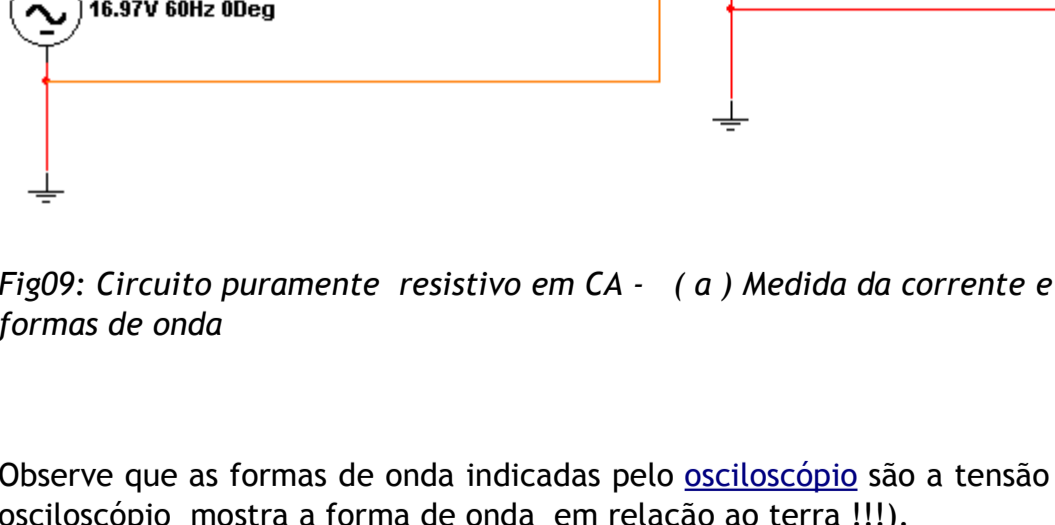 16.97V 60Hz 0Deg
Fig09: Circuito puramente resistivo em CA - ( a ) Medida da corrente e
formas de onda
Observe que as formas de onda indicadas pelo osciloscópio são a tensão
osciloscópio mostra a forma de onda em relação ao terra !!!).